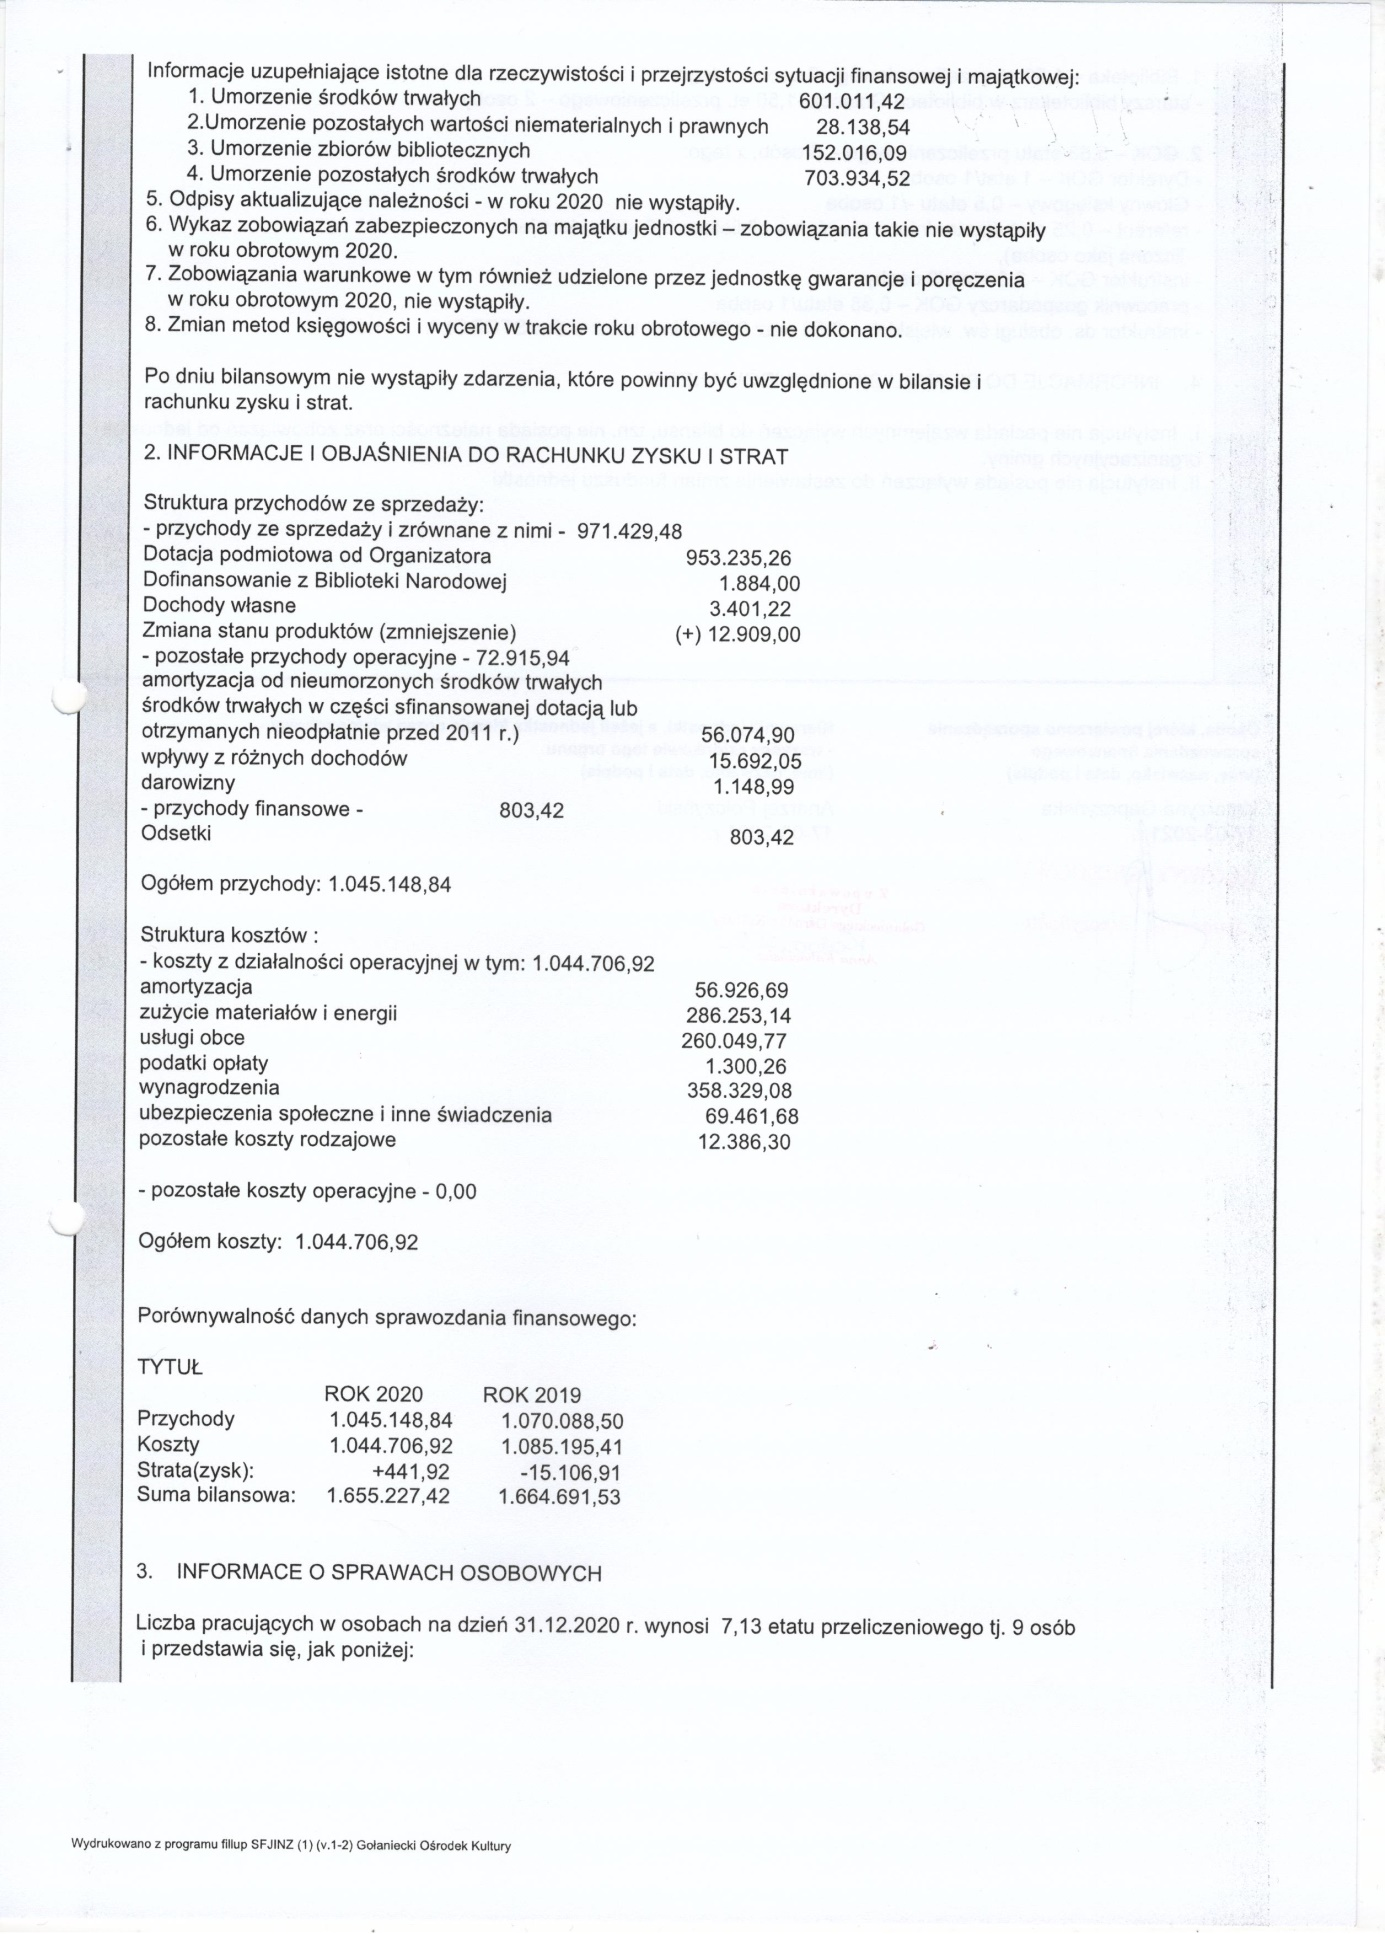 Informacje uzupełniające istotne dla rzeczywistości i przejrzystości sytuacji finansowej i majątkowej:
1. Umorzenie środków trwałych 601.011,42
2.Umorzenie pozostałych wartości niematerialnych i prawnych 28.138,54
3. Umorzenie zbiorów bibliotecznych 152.016,09
4. Umorzenie pozostałych środków trwałych 703.934,52
5. Odpisy aktualizujące należności - w roku 2020 nie wystąpiły.
6. Wykaz zobowiązań zabezpieczonych na majątku jednostki – zobowiązania takie nie wystąpiły
w roku obrotowym 2020.
7. Zobowiązania warunkowe w tym również udzielone przez jednostkę gwarancje i poręczenia
w roku obrotowym 2020, nie wystąpiły.
8. Zmian metod księgowości i wyceny w trakcie roku obrotowego - nie dokonano.
Po dniu bilansowym nie wystąpiły zdarzenia, które powinny być uwzględnione w bilansie i
rachunku zysku i strat.
2. INFORMACJE I OBJAŚNIENIA DO RACHUNKU ZYSKU I STRAT
Struktura przychodów ze sprzedaży:
- przychody ze sprzedaży i zrównane z nimi - 971.429,48
Dotacja podmiotowa od Organizatora 953.235,26
Dofinansowanie z Biblioteki Narodowej 1.884,00
Dochody własne 3.401,22
Zmiana stanu produktów (zmniejszenie) (+) 12.909,00
- pozostałe przychody operacyjne - 72.915,94
amortyzacja od nieumorzonych środków trwałych
środków trwałych w części sfinansowanej dotacją lub
otrzymanych nieodpłatnie przed 2011 r.) 56.074,90
wpływy z różnych dochodów 15.692,05
darowizny 1.148,99
- przychody finansowe - 803,42
Odsetki 803,42
Ogółem przychody: 1.045.148,84
Struktura kosztów :
- koszty z działalności operacyjnej w tym: 1.044.706,92
amortyzacja 56.926,69
zużycie materiałów i energii 286.253,14
usługi obce 260.049,77
podatki opłaty 1.300,26
wynagrodzenia 358.329,08
ubezpieczenia społeczne i inne świadczenia 69.461,68
pozostałe koszty rodzajowe 12.386,30
- pozostałe koszty operacyjne - 0,00
Ogółem koszty: 1.044.706,92
Porównywalność danych sprawozdania finansowego:
TYTUŁ
ROK 2020 ROK 2019
Przychody 1.045.148,84 1.070.088,50
Koszty 1.044.706,92 1.085.195,41
Strata(zysk): +441,92 -15.106,91
Suma bilansowa: 1.655.227,42 1.664.691,53
3. INFORMACE O SPRAWACH OSOBOWYCH
Liczba pracujących w osobach na dzień 31.12.2020 r. wynosi 7,13 etatu przeliczeniowego tj. 9 osób
i przedstawia się, jak poniżej:
Wydrukowano z programu fillup SFJINZ (1) (v.1-2) Gołaniecki Ośrodek Kultury